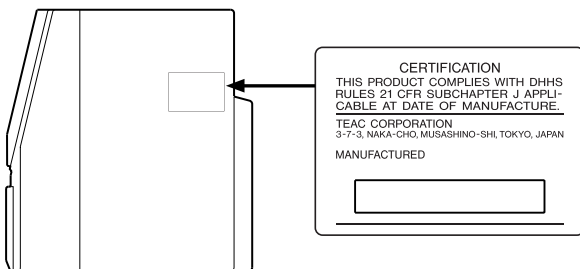 CERTIFICATION
THIS PRODUCT COMPLIES WITH DHHS
RULES 21 CFR SUBCHAPTER J APPLI-
CABLE AT DATE OF MANUFACTURE.
TEAC CORPORATION
3-7-3, NAKA-CHO, MUSASHINO-SHI, TOKYO, JAPAN
MANUFACTURED